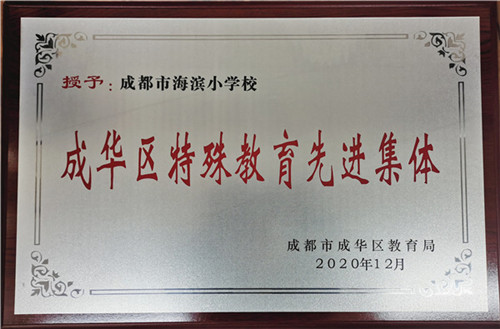 授予：成都市海滨小学校
成华区特殊教育先进集体
成都市成华区教育局
2020年12月